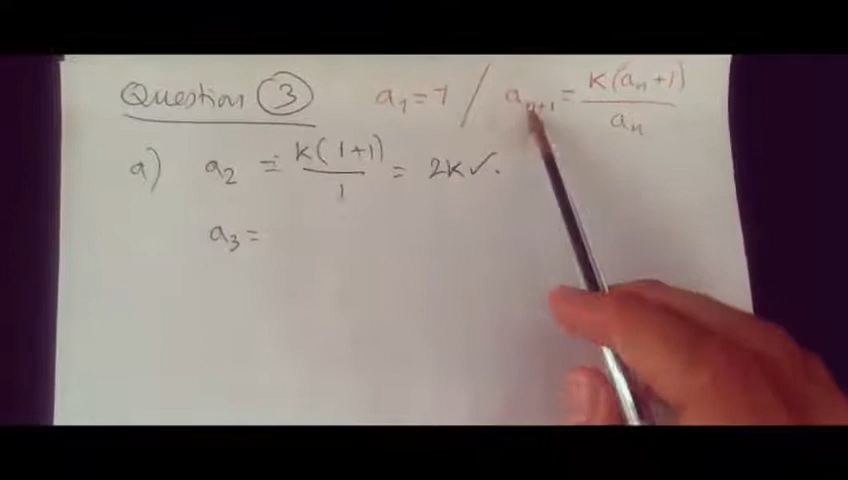 Question ③ a₁=1 / aₙ₊₁ = K(aₙ+1)/aₙ
a) a₂ = K(1+1)/1 = 2K ✓.
a₃ =